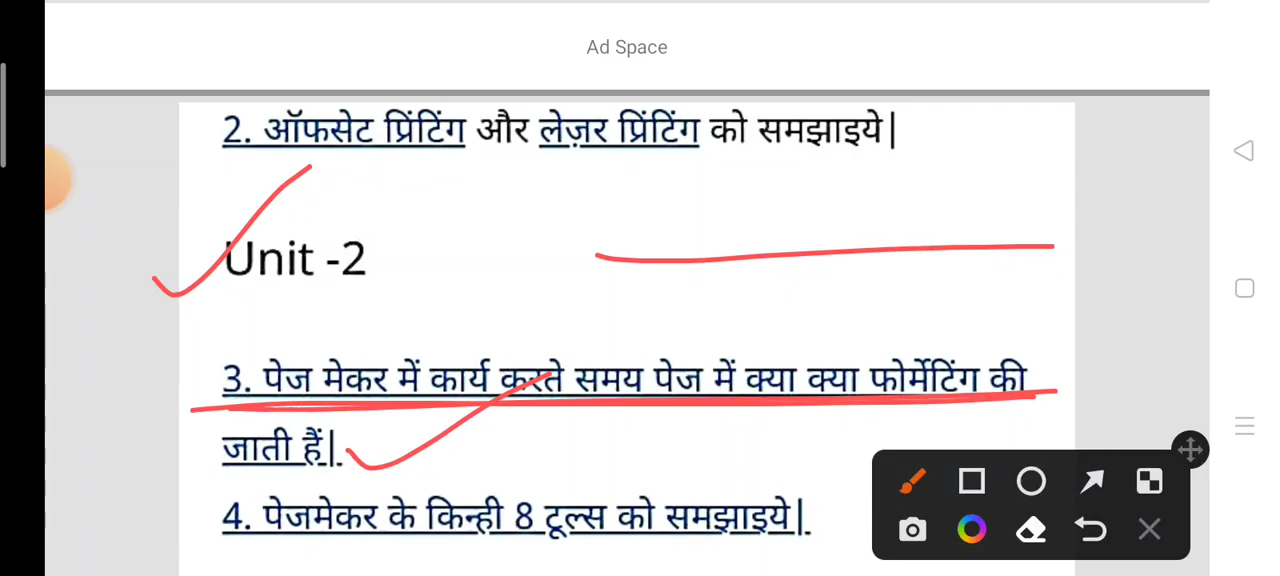 Ad Space
2. ऑफसेट प्रिंटिंग और लेज़र प्रिंटिंग को समझाइये|
Unit -2
3. पेज मेकर में कार्य करते समय पेज में क्या क्या फोर्मेटिंग की
जाती हैं|
4. पेजमेकर के किन्ही 8 टूल्स को समझाइये|